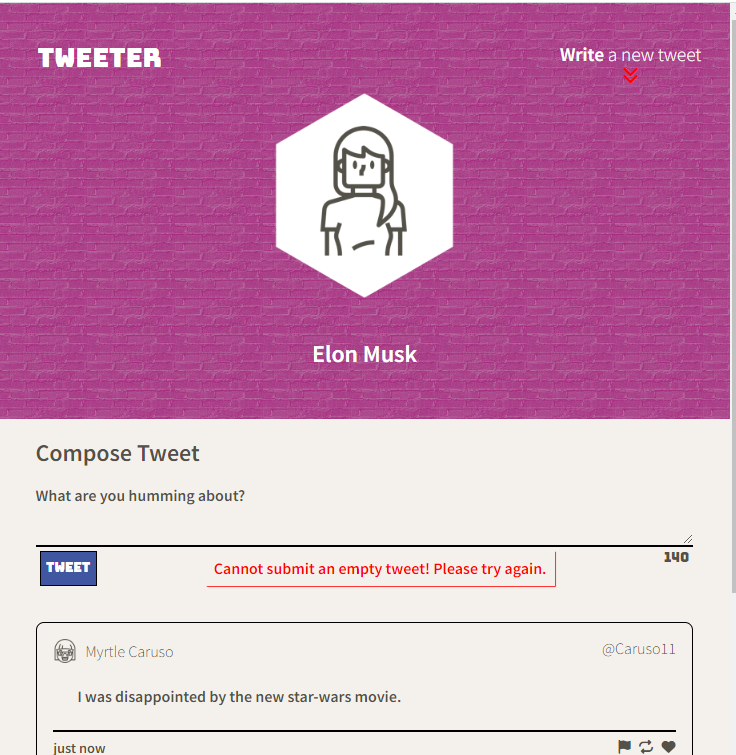 TWEETER
Write a new tweet
Elon Musk
Compose Tweet
What are you humming about?
TWEET
Cannot submit an empty tweet! Please try again.
140
Myrtle Caruso
@Caruso11
I was disappointed by the new star-wars movie.
just now